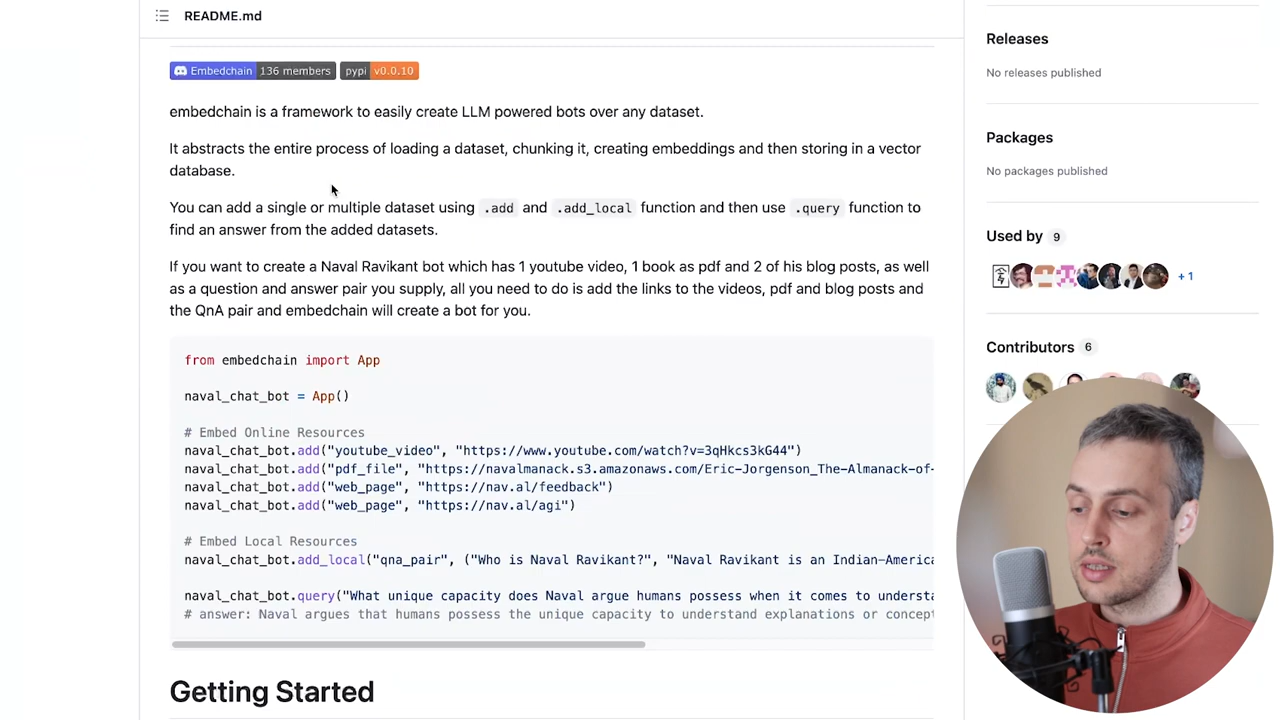 README.md
Embedchain 136 members pypi v0.0.10
embedchain is a framework to easily create LLM powered bots over any dataset.
It abstracts the entire process of loading a dataset, chunking it, creating embeddings and then storing in a vector
database.
You can add a single or multiple dataset using .add and .add_local function and then use .query function to
find an answer from the added datasets.
If you want to create a Naval Ravikant bot which has 1 youtube video, 1 book as pdf and 2 of his blog posts, as well
as a question and answer pair you supply, all you need to do is add the links to the videos, pdf and blog posts and
the QnA pair and embedchain will create a bot for you.
from embedchain import App
naval_chat_bot = App()
# Embed Online Resources
naval_chat_bot.add("youtube_video", "https://www.youtube.com/watch?v=3qHkcs3kG44")
naval_chat_bot.add("pdf_file", "https://navalmanack.s3.amazonaws.com/Eric-Jorgenson_The-Almanack-of-
naval_chat_bot.add("web_page", "https://nav.al/feedback")
naval_chat_bot.add("web_page", "https://nav.al/agi")
# Embed Local Resources
naval_chat_bot.add_local("qna_pair", ("Who is Naval Ravikant?", "Naval Ravikant is an Indian-America
naval_chat_bot.query("What unique capacity does Naval argue humans possess when it comes to understa
# answer: Naval argues that humans possess the unique capacity to understand explanations or concept
Getting Started
Releases
No releases published
Packages
No packages published
Used by 9
+ 1
Contributors 6